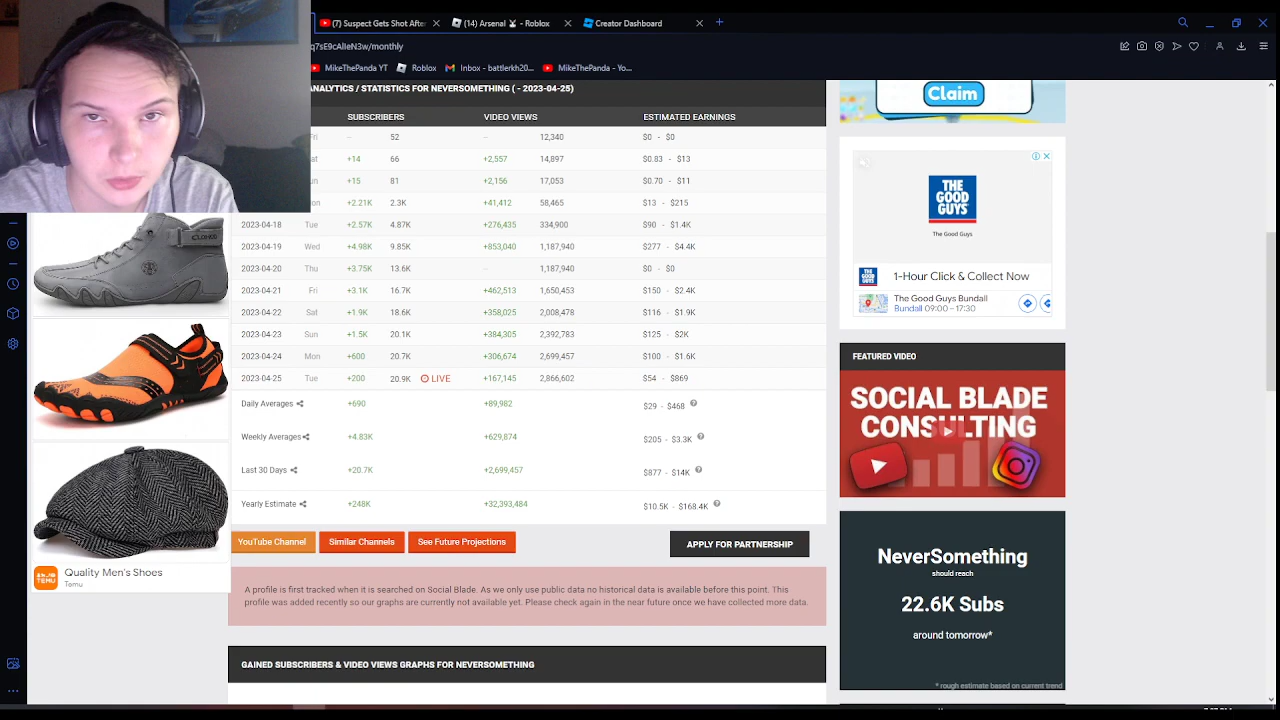 (7) Suspect Gets Shot After
(14) Arsenal - Roblox
Creator Dashboard
q7sE9cAlIeN3w/monthly
MikeThePanda YT
Roblox
Inbox - battlerkh20...
MikeThePanda - Yo...
ANALYTICS / STATISTICS FOR NEVERSOMETHING ( - 2023-04-25)
SUBSCRIBERS VIDEO VIEWS ESTIMATED EARNINGS
Fri -- 52 -- 12,340 $0 - $0
at +14 66 +2,557 14,897 $0.83 - $13
un +15 81 +2,156 17,053 $0.70 - $11
on +2.21K 2.3K +41,412 58,465 $13 - $215
2023-04-18 Tue +2.57K 4.87K +276,435 334,900 $90 - $1.4K
2023-04-19 Wed +4.98K 9.85K +853,040 1,187,940 $277 - $4.4K
2023-04-20 Thu +3.75K 13.6K -- 1,187,940 $0 - $0
2023-04-21 Fri +3.1K 16.7K +462,513 1,650,453 $150 - $2.4K
2023-04-22 Sat +1.9K 18.6K +358,025 2,008,478 $116 - $1.9K
2023-04-23 Sun +1.5K 20.1K +384,305 2,392,783 $125 - $2K
2023-04-24 Mon +600 20.7K +306,674 2,699,457 $100 - $1.6K
2023-04-25 Tue +200 20.9K LIVE +167,145 2,866,602 $54 - $869
Daily Averages +690 +89,982 $29 - $468
Weekly Averages +4.83K +629,874 $205 - $3.3K
Last 30 Days +20.7K +2,699,457 $877 - $14K
Yearly Estimate +248K +32,393,484 $10.5K - $168.4K
YouTube Channel
Similar Channels
See Future Projections
APPLY FOR PARTNERSHIP
A profile is first tracked when it is searched on Social Blade. As we only use public data no historical data is available before this point. This
profile was added recently so our graphs are currently not available yet. Please check again in the near future once we have collected more data.
GAINED SUBSCRIBERS & VIDEO VIEWS GRAPHS FOR NEVERSOMETHING
TEMU
Quality Men's Shoes
Temu
Claim
THE
GOOD
GUYS
The Good Guys
1-Hour Click & Collect Now
The Good Guys Bundall
Bundall 09:00 – 17:30
FEATURED VIDEO
SOCIAL BLADE
CONSULTING
NeverSomething
should reach
22.6K Subs
around tomorrow*
* rough estimate based on current trend